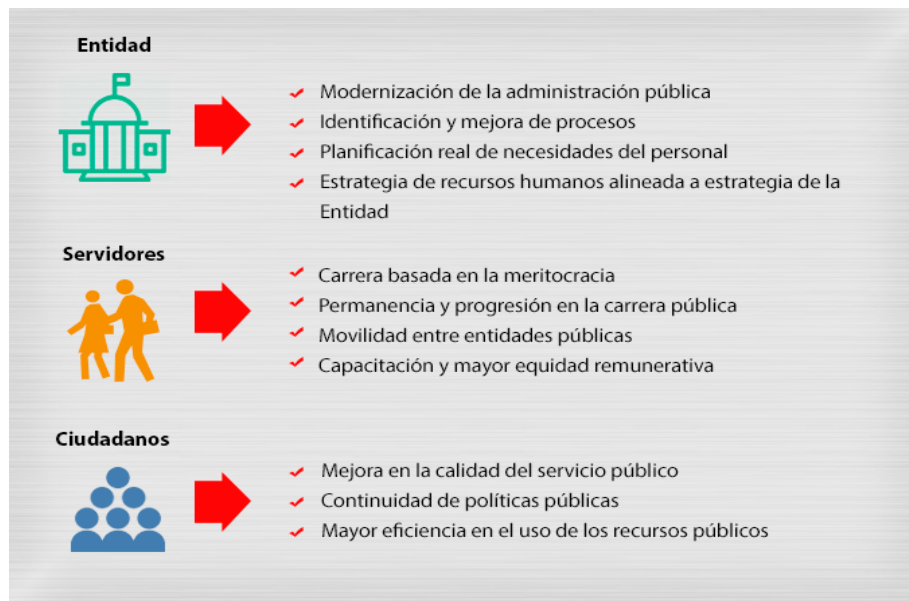 Entidad
Modernización de la administración pública
Identificación y mejora de procesos
Planificación real de necesidades del personal
Estrategia de recursos humanos alineada a estrategia de la
Entidad
Servidores
Carrera basada en la meritocracia
Permanencia y progresión en la carrera pública
Movilidad entre entidades públicas
Capacitación y mayor equidad remunerativa
Ciudadanos
Mejora en la calidad del servicio público
Continuidad de políticas públicas
Mayor eficiencia en el uso de los recursos públicos